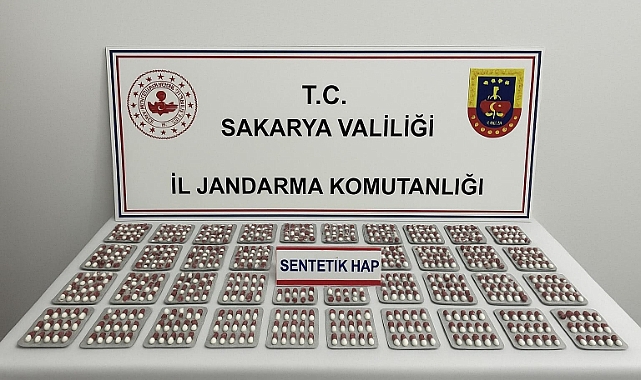 T.C.
SAKARYA VALİLİĞİ
İL JANDARMA KOMUTANLIĞI
SENTETİK HAP